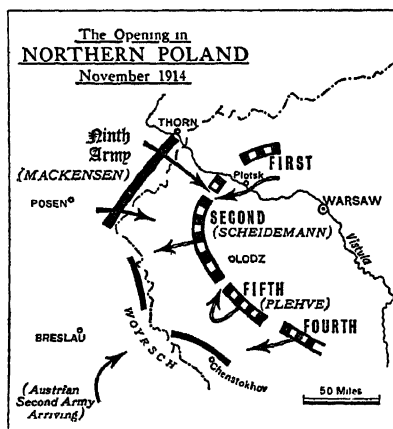 The Opening in
NORTHERN POLAND
November 1914
THORN
Ninth
Army
(MACKENSEN)
FIRST
Plotsk
POSEN
WARSAW
SECOND
(SCHEIDEMANN)
Vistula
LODZ
FIFTH
(PLEHVE)
FOURTH
WOYRSCH
BRESLAU
Chenstokhov
(Austrian
Second Army
Arriving)
50 Miles